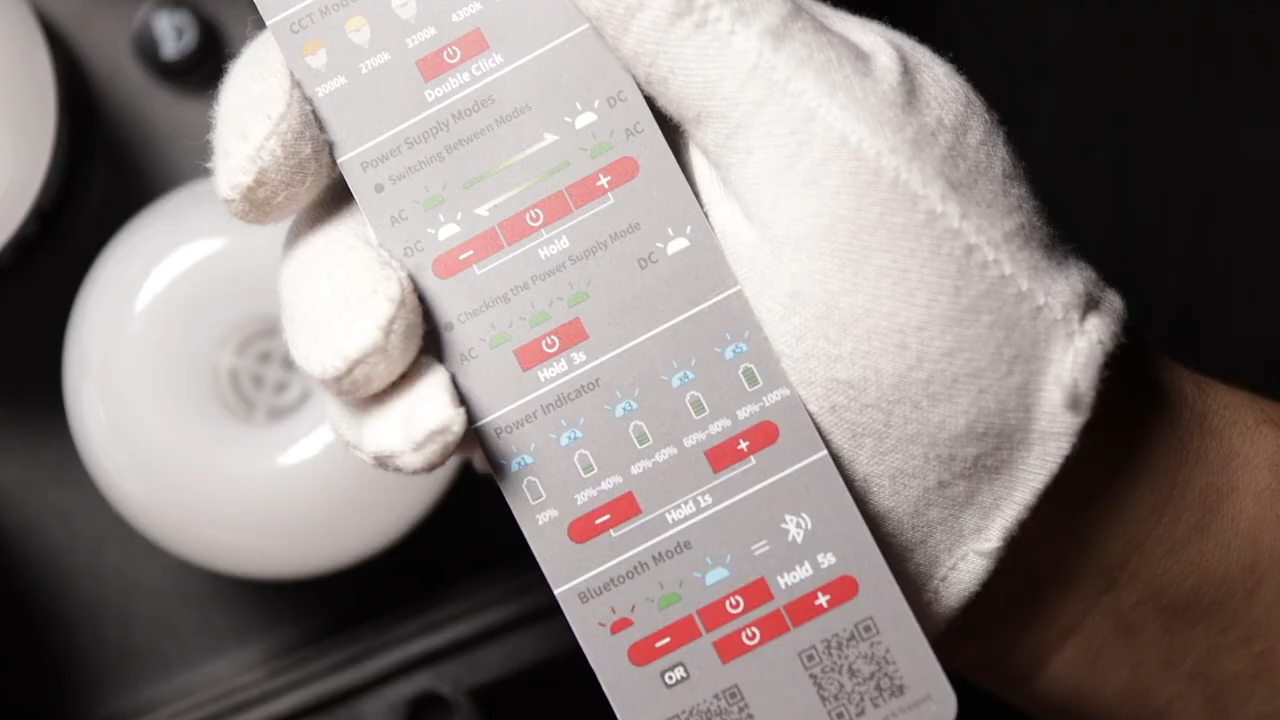 CCT Mode
2000k 2700k 3200k 4300k
Double Click
Power Supply Modes
Switching Between Modes
DC
AC
AC
DC
Hold
Checking the Power Supply Mode
AC DC
Hold 3s
Power Indicator
x1 x2 x3 x4 x5
20% 20%~40% 40%~60% 60%~80% 80%~100%
Hold 1s
Bluetooth Mode
=
Hold 5s
OR